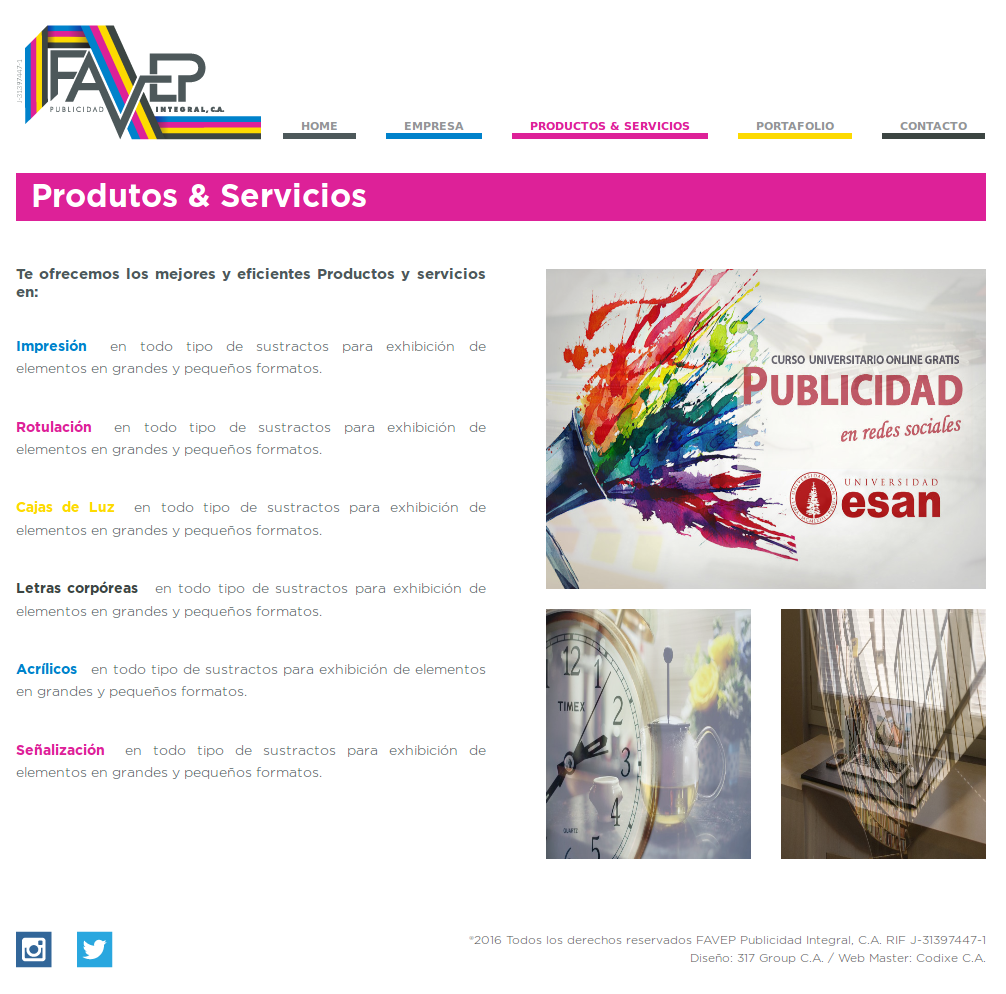 J-31397447-1
FAVEP
PUBLICIDAD INTEGRAL, C.A.
HOME
EMPRESA
PRODUCTOS & SERVICIOS
PORTAFOLIO
CONTACTO
Produtos & Servicios
Te ofrecemos los mejores y eficientes Productos y servicios
en:
Impresión en todo tipo de sustractos para exhibición de
elementos en grandes y pequeños formatos.
Rotulación en todo tipo de sustractos para exhibición de
elementos en grandes y pequeños formatos.
Cajas de Luz en todo tipo de sustractos para exhibición de
elementos en grandes y pequeños formatos.
Letras corpóreas en todo tipo de sustractos para exhibición de
elementos en grandes y pequeños formatos.
Acrílicos en todo tipo de sustractos para exhibición de elementos
en grandes y pequeños formatos.
Señalización en todo tipo de sustractos para exhibición de
elementos en grandes y pequeños formatos.
CURSO UNIVERSITARIO ONLINE GRATIS
PUBLICIDAD
en redes sociales
UNIVERSIDAD
esan
12
1
2
TIMEX
3
4
QUARTZ
5
®2016 Todos los derechos reservados FAVEP Publicidad Integral, C.A. RIF J-31397447-1
Diseño: 317 Group C.A. / Web Master: Codixe C.A.